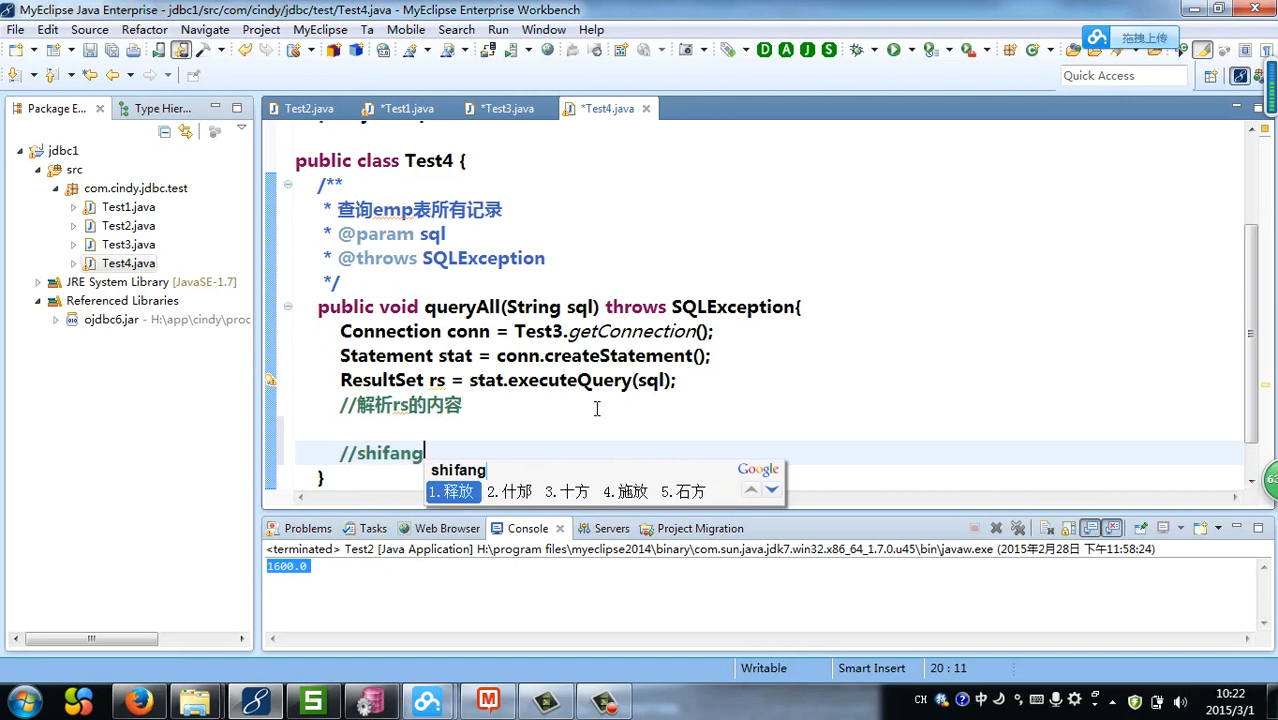 MyEclipse Java Enterprise - jdbc1/src/com/cindy/jdbc/test/Test4.java - MyEclipse Enterprise Workbench
File Edit Source Refactor Navigate Project MyEclipse Ta Mobile Search Run Window Help
拖拽上传
D A J S
Quick Access
Package E... Type Hier...
Test2.java *Test1.java *Test3.java *Test4.java
jdbc1
src
com.cindy.jdbc.test
Test1.java
Test2.java
Test3.java
Test4.java
JRE System Library [JavaSE-1.7]
Referenced Libraries
ojdbc6.jar - H:\app\cindy\proc
public class Test4 {
/**
* 查询emp表所有记录
* @param sql
* @throws SQLException
*/
public void queryAll(String sql) throws SQLException{
Connection conn = Test3.getConnection();
Statement stat = conn.createStatement();
ResultSet rs = stat.executeQuery(sql);
//解析rs的内容
//shifang
}
shifang Google
1.释放 2.什邡 3.十方 4.施放 5.石方
63
Problems Tasks Web Browser Console Servers Project Migration
<terminated> Test2 [Java Application] H:\program files\myeclipse2014\binary\com.sun.java.jdk7.win32.x86_64_1.7.0.u45\bin\javaw.exe (2015年2月28日 下午11:58:24)
1600.0
Writable Smart Insert 20 : 11
CH 中 10:22
2015/3/1